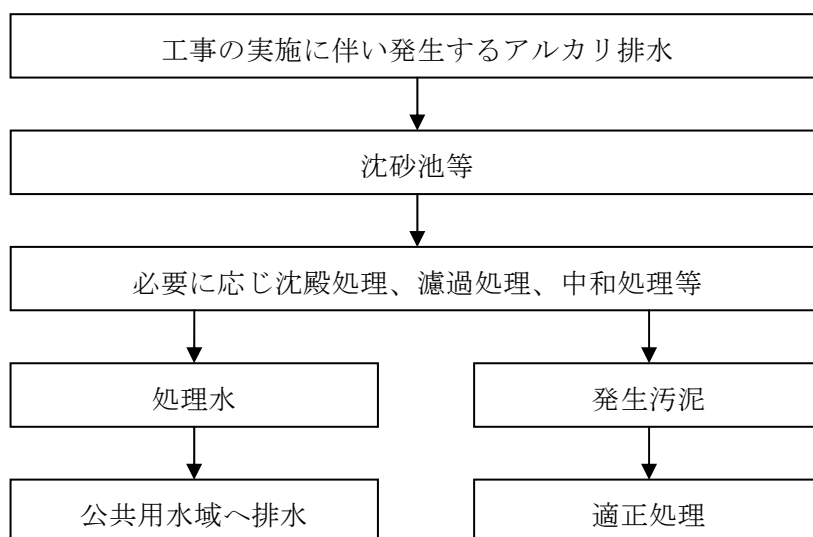 工事の実施に伴い発生するアルカリ排水
沈砂池等
必要に応じ沈殿処理、濾過処理、中和処理等
処理水
発生汚泥
公共用水域へ排水
適正処理